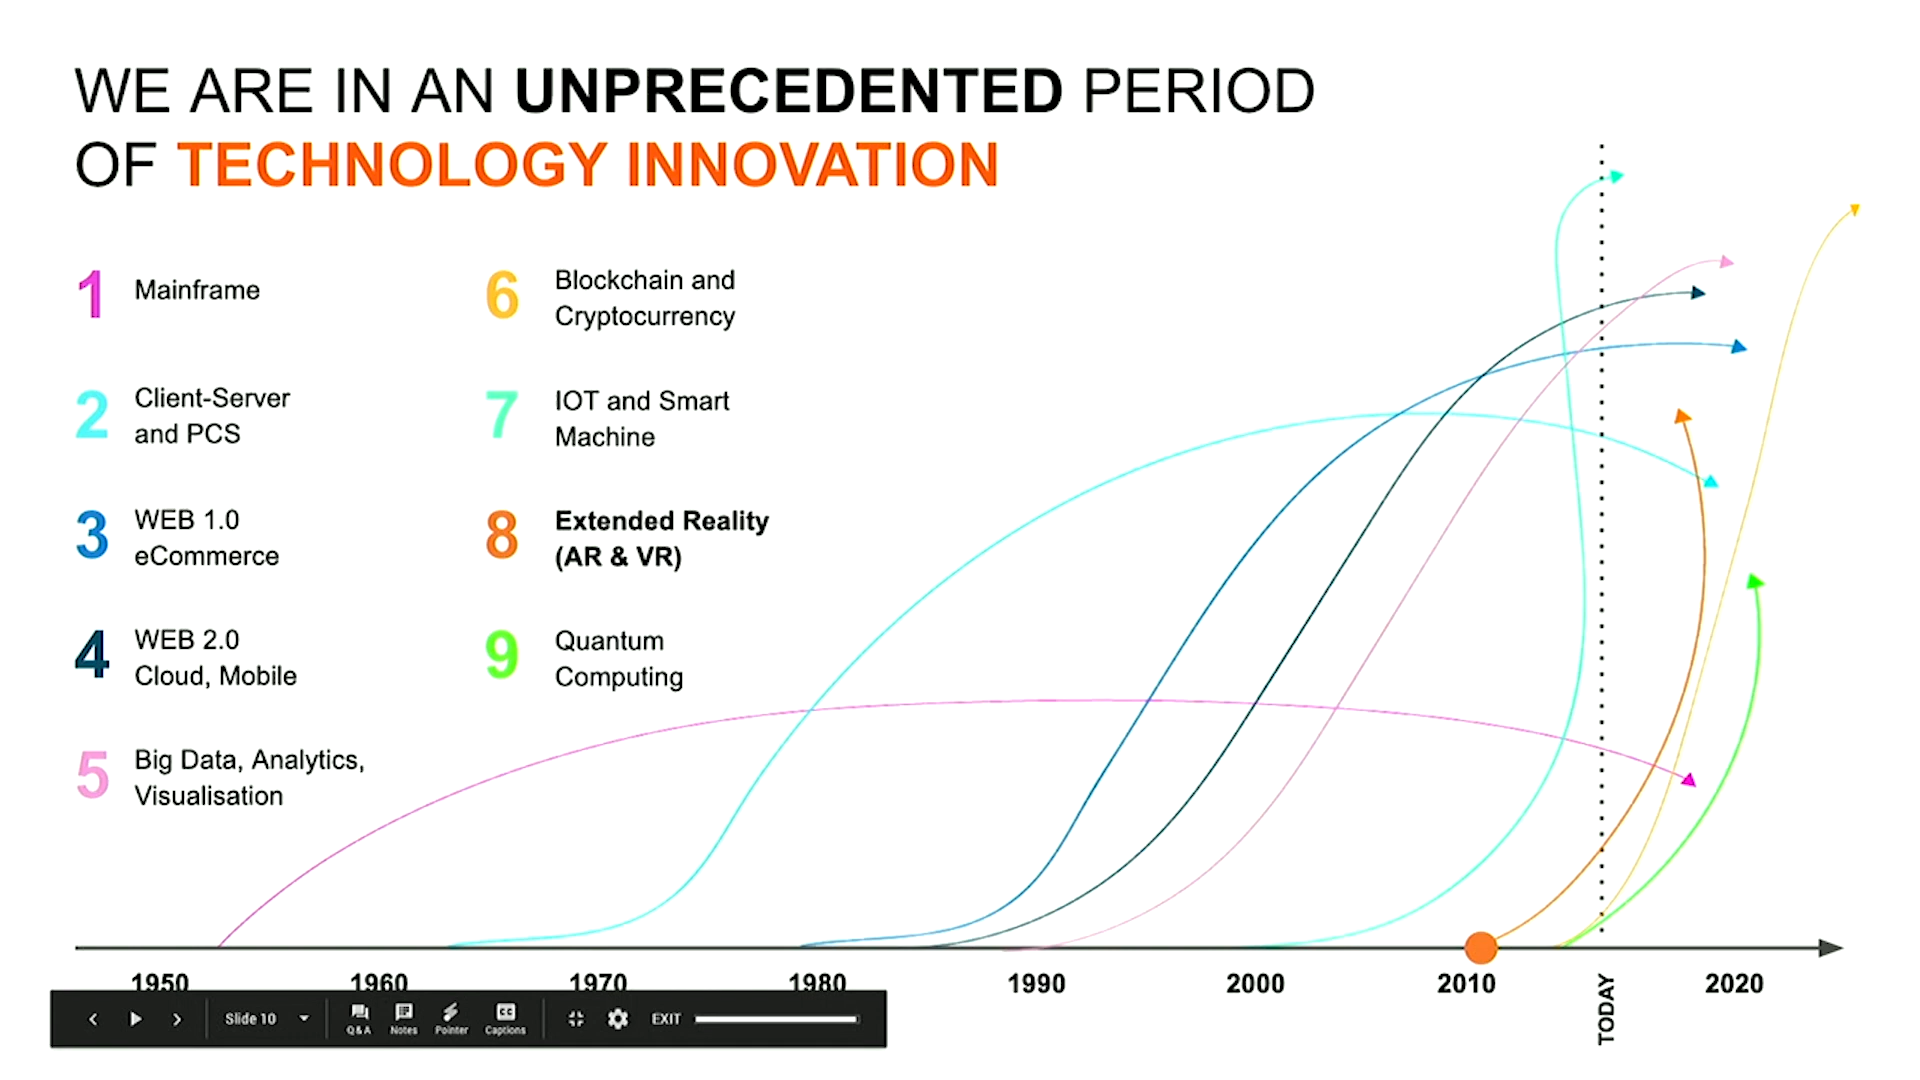 WE ARE IN AN UNPRECEDENTED PERIOD
OF TECHNOLOGY INNOVATION
1 Mainframe
2 Client-Server
and PCS
3 WEB 1.0
eCommerce
4 WEB 2.0
Cloud, Mobile
5 Big Data, Analytics,
Visualisation
6 Blockchain and
Cryptocurrency
7 IOT and Smart
Machine
8 Extended Reality
(AR & VR)
9 Quantum
Computing
1950 1960 1970 1980 1990 2000 2010 2020
TODAY
Slide 10
Q&A Notes Pointer Captions
CC
EXIT